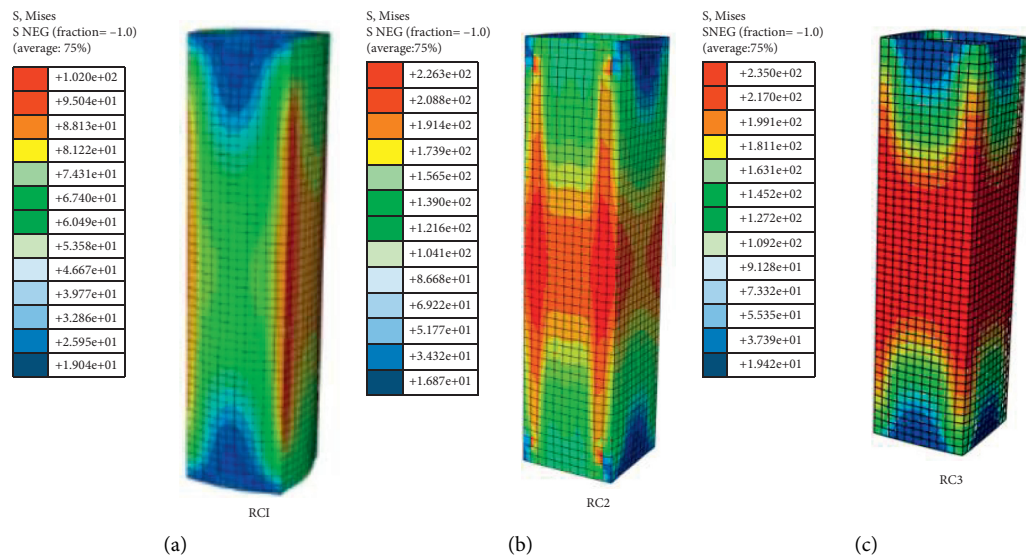 S, Mises
S NEG (fraction= –1.0)
(average: 75%)
+1.020e+02
+9.504e+01
+8.813e+01
+8.122e+01
+7.431e+01
+6.740e+01
+6.049e+01
+5.358e+01
+4.667e+01
+3.977e+01
+3.286e+01
+2.595e+01
+1.904e+01
RCI
(a)
S, Mises
S NEG (fraction= –1.0)
(average:75%)
+2.263e+02
+2.088e+02
+1.914e+02
+1.739e+02
+1.565e+02
+1.390e+02
+1.216e+02
+1.041e+02
+8.668e+01
+6.922e+01
+5.177e+01
+3.432e+01
+1.687e+01
RC2
(b)
S, Mises
SNEG (fraction= –1.0)
(average:75%)
+2.350e+02
+2.170e+02
+1.991e+02
+1.811e+02
+1.631e+02
+1.452e+02
+1.272e+02
+1.092e+02
+9.128e+01
+7.332e+01
+5.535e+01
+3.739e+01
+1.942e+01
RC3
(c)